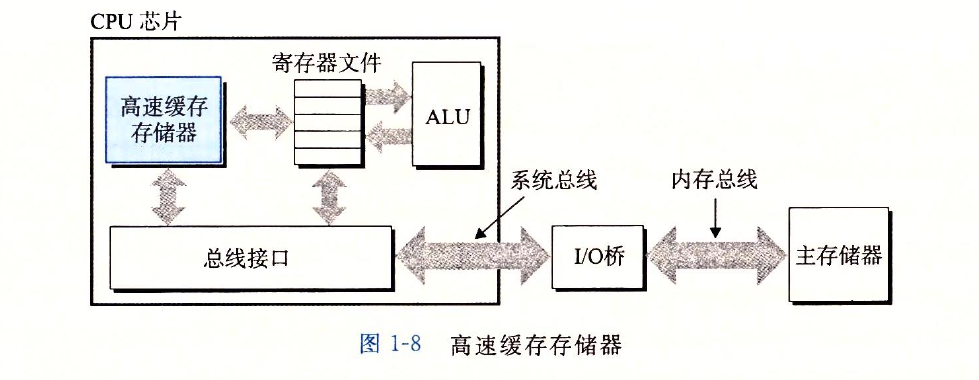 CPU 芯片
寄存器文件
高速缓存
存储器
ALU
系统总线
内存总线
总线接口
I/O桥
主存储器
图 1-8 高速缓存存储器